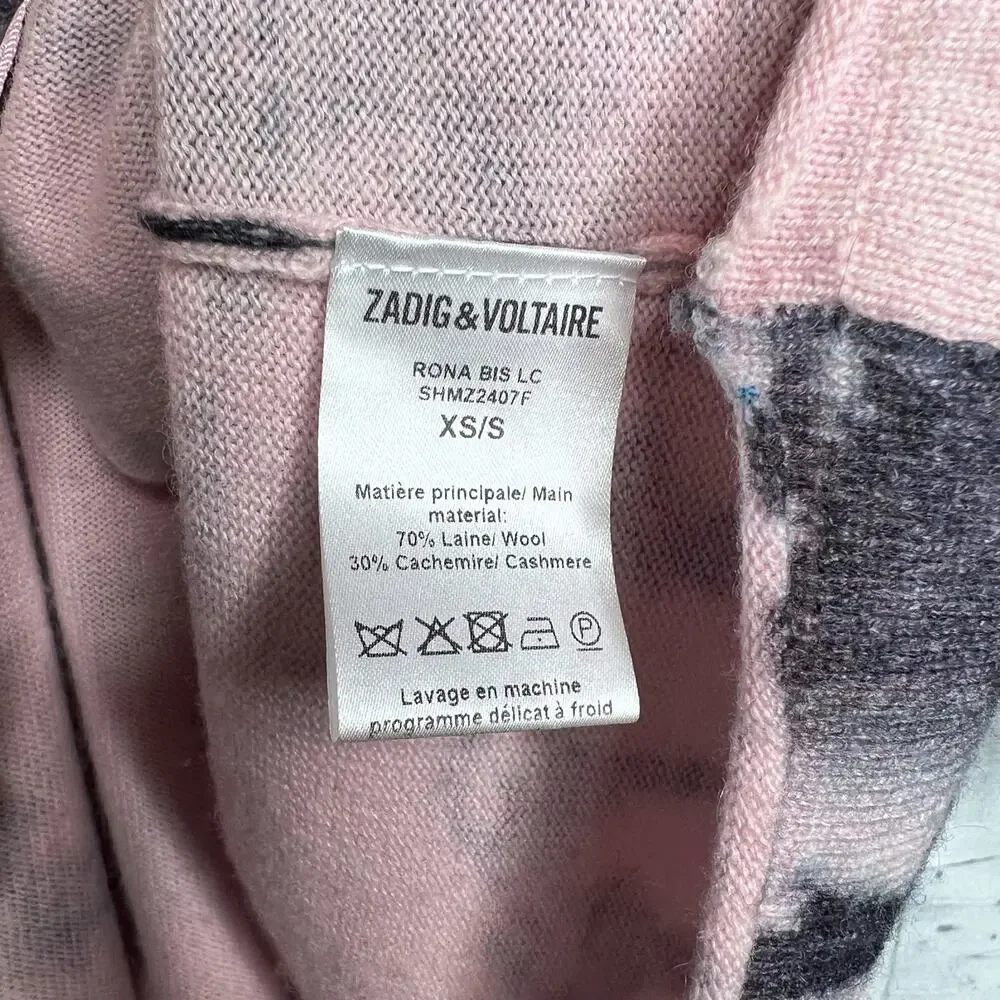 ZADIG&VOLTAIRE
RONA BIS LC
SHMZ2407F
XS/S
Matière principale/ Main
material:
70% Laine/ Wool
30% Cachemire/ Cashmere
P
Lavage en machine
programme délicat à froid